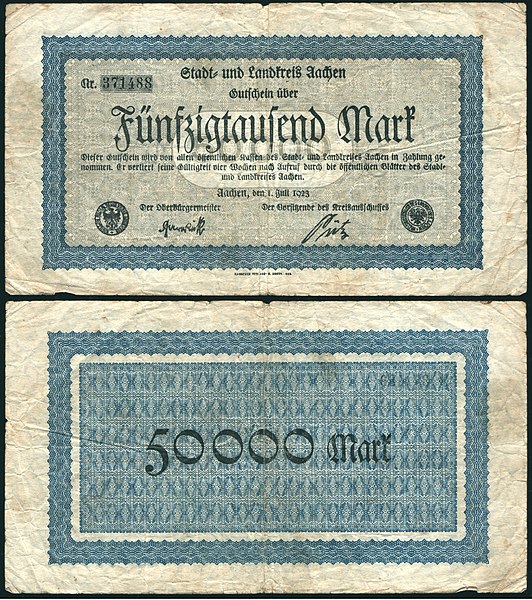 Nr. 371488
Stadt- und Landkreis Aachen
Gutschein über
Fünfzigtausend Mark
Dieser Gutschein wird von allen öffentlichen Kassen des Stadt- und Landkreises Aachen in Zahlung ge-
nommen. Er verliert seine Gültigkeit vier Wochen nach Aufruf durch die öffentlichen Blätter des Stadt-
und Landkreises Aachen.
Aachen, den 1. Juli 1923
Der Oberbürgermeister Der Vorsitzende des Kreisausschusses
50000 Mark